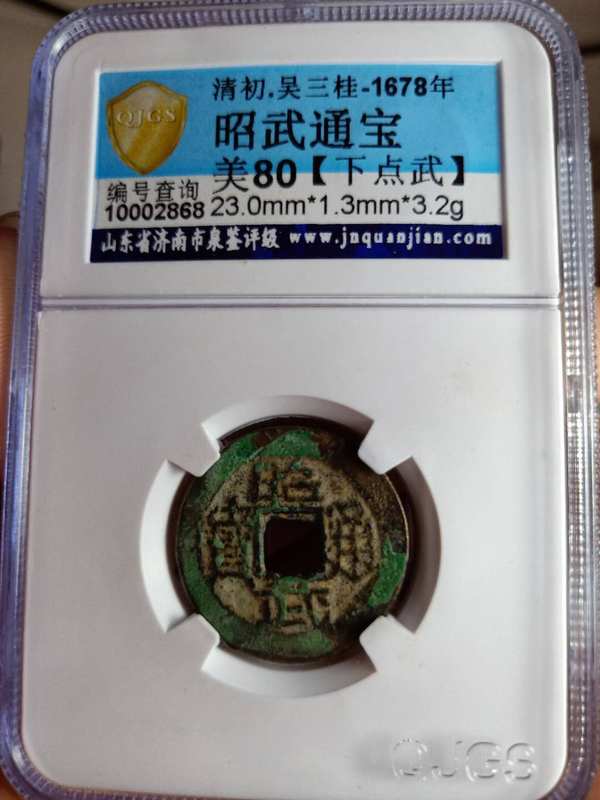 QJGS
清初.吴三桂-1678年
昭武通宝
美80【下点武】
编号查询
10002868
23.0mm*1.3mm*3.2g
山东省济南市泉鉴评级 www.jnquanjian.com
昭武通宝
QJGS